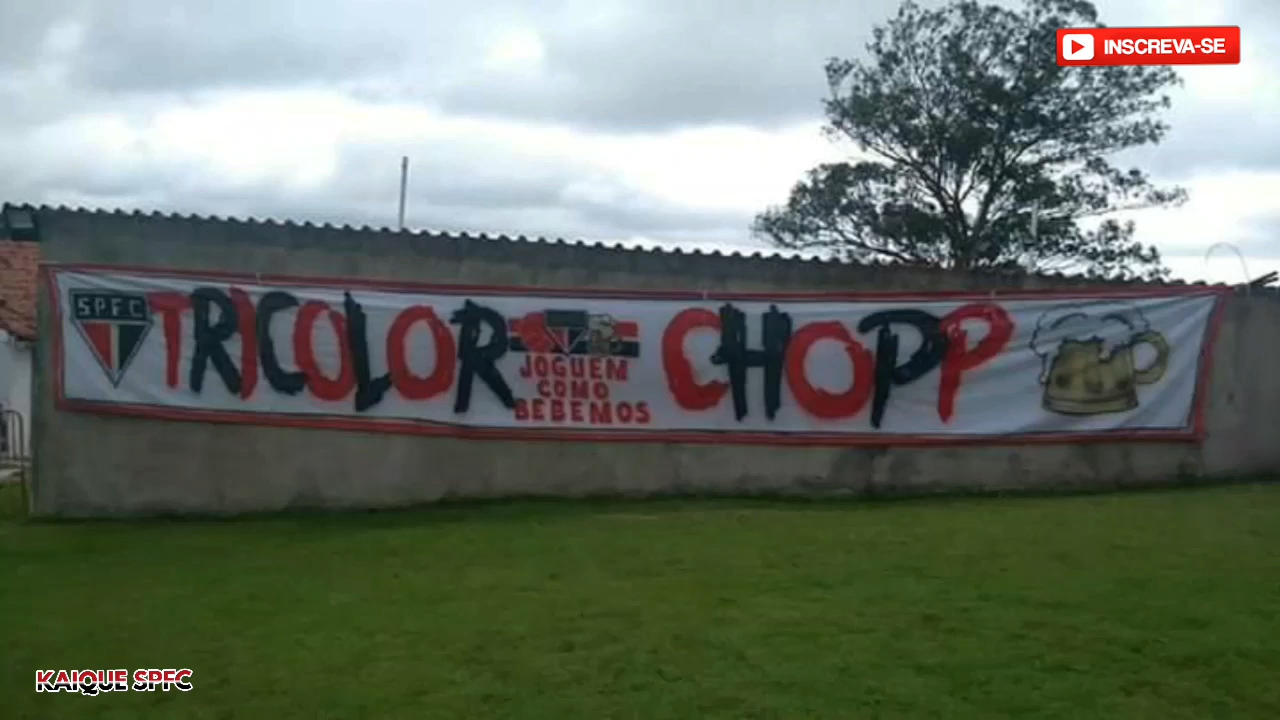 INSCREVA-SE
SPFC
TRICOLOR CHOPP
JOGUEM
COMO
BEBEMOS
KAIQUE SPFC